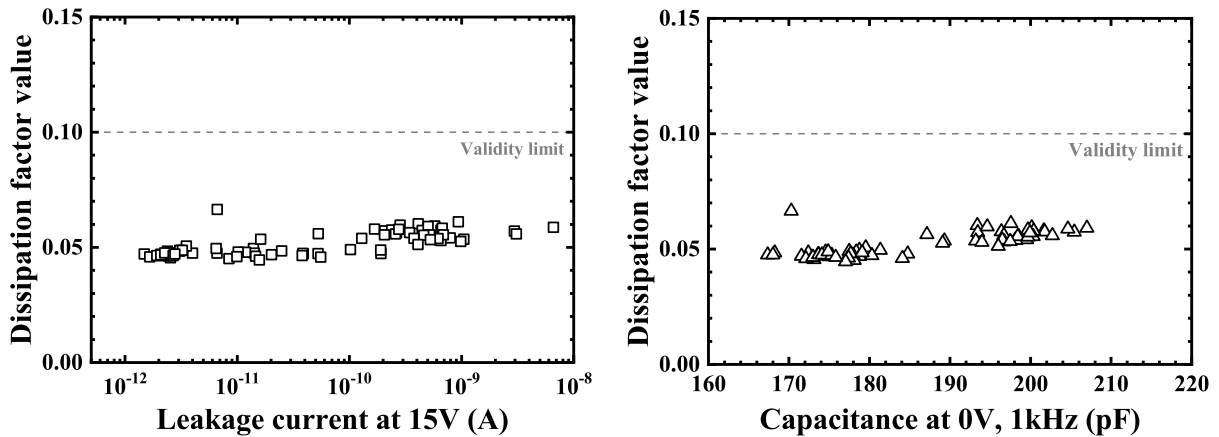 Dissipation factor value
0.15
0.10
0.05
0.00
Validity limit
10⁻¹² 10⁻¹¹ 10⁻¹⁰ 10⁻⁹ 10⁻⁸
Leakage current at 15V (A)
Dissipation factor value
0.15
0.10
0.05
0.00
Validity limit
160 170 180 190 200 210 220
Capacitance at 0V, 1kHz (pF)